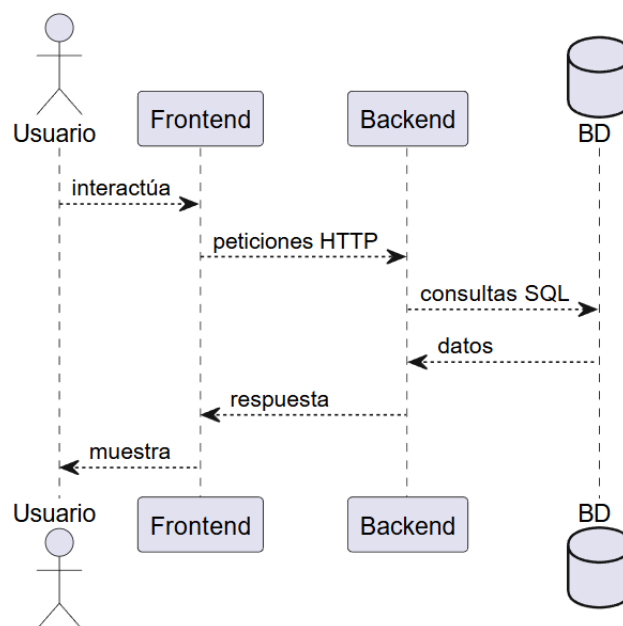 Usuario
Frontend
Backend
BD
interactúa
peticiones HTTP
consultas SQL
datos
respuesta
muestra
Usuario
Frontend
Backend
BD